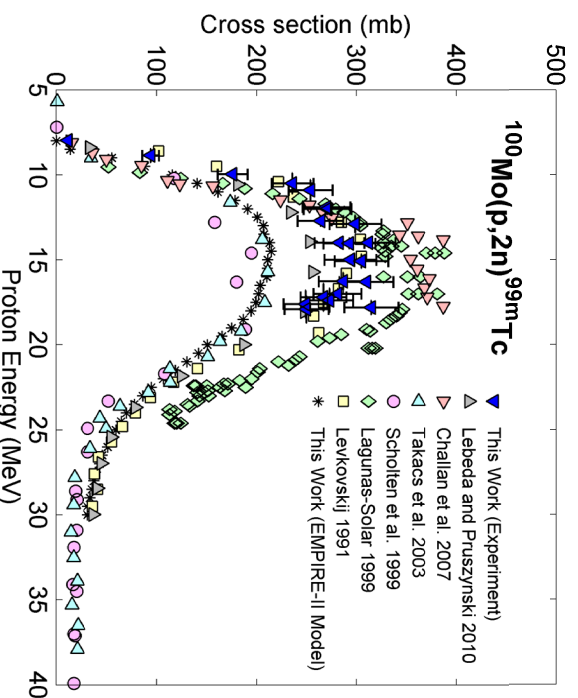 ¹⁰⁰Mo(p,2n)⁹⁹ᵐTc
Cross section (mb)
500
400
300
200
100
0
5
10
15
20
25
30
35
40
Proton Energy (MeV)
This Work (Experiment)
Lebeda and Pruszynski 2010
Challan et al. 2007
Takacs et al. 2003
Scholten et al. 1999
Lagunas-Solar 1999
Levkovskij 1991
This Work (EMPIRE-II Model)